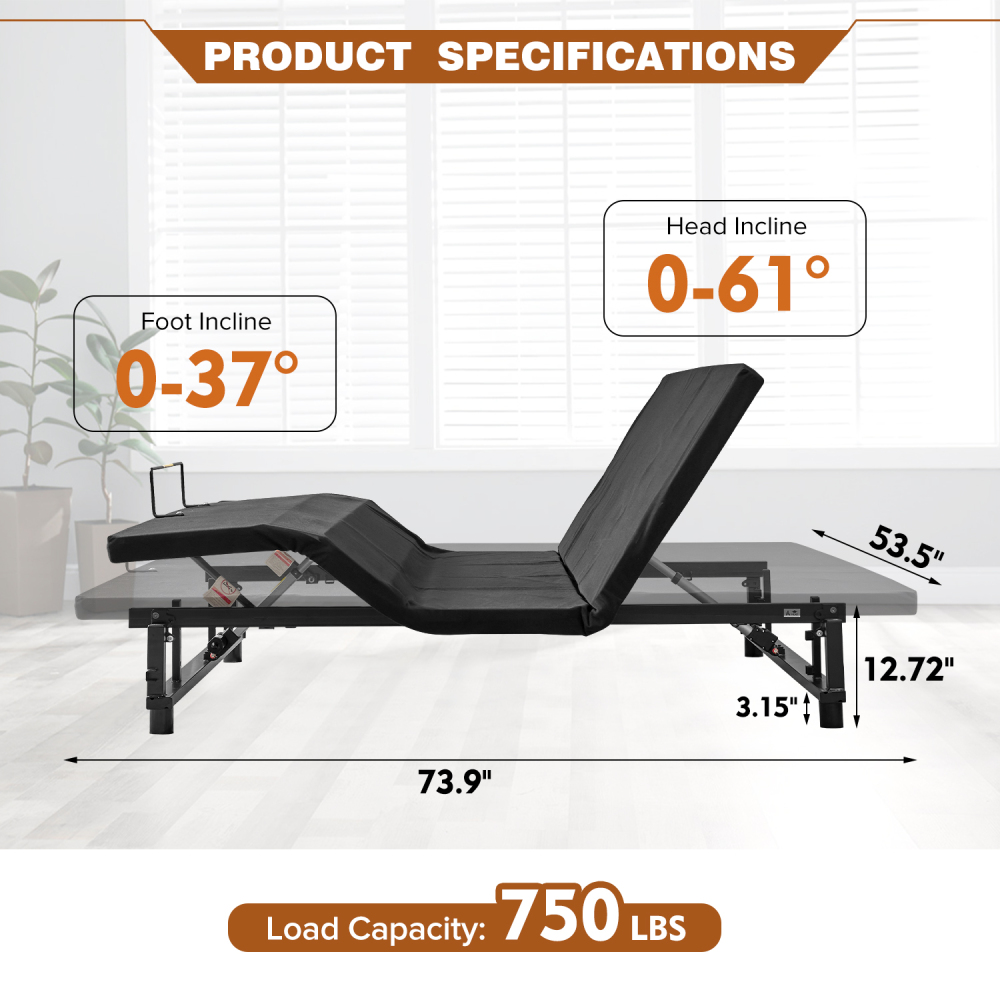 PRODUCT SPECIFICATIONS
Head Incline
0-61°
Foot Incline
0-37°
53.5"
12.72"
3.15"
73.9"
Load Capacity: 750 LBS